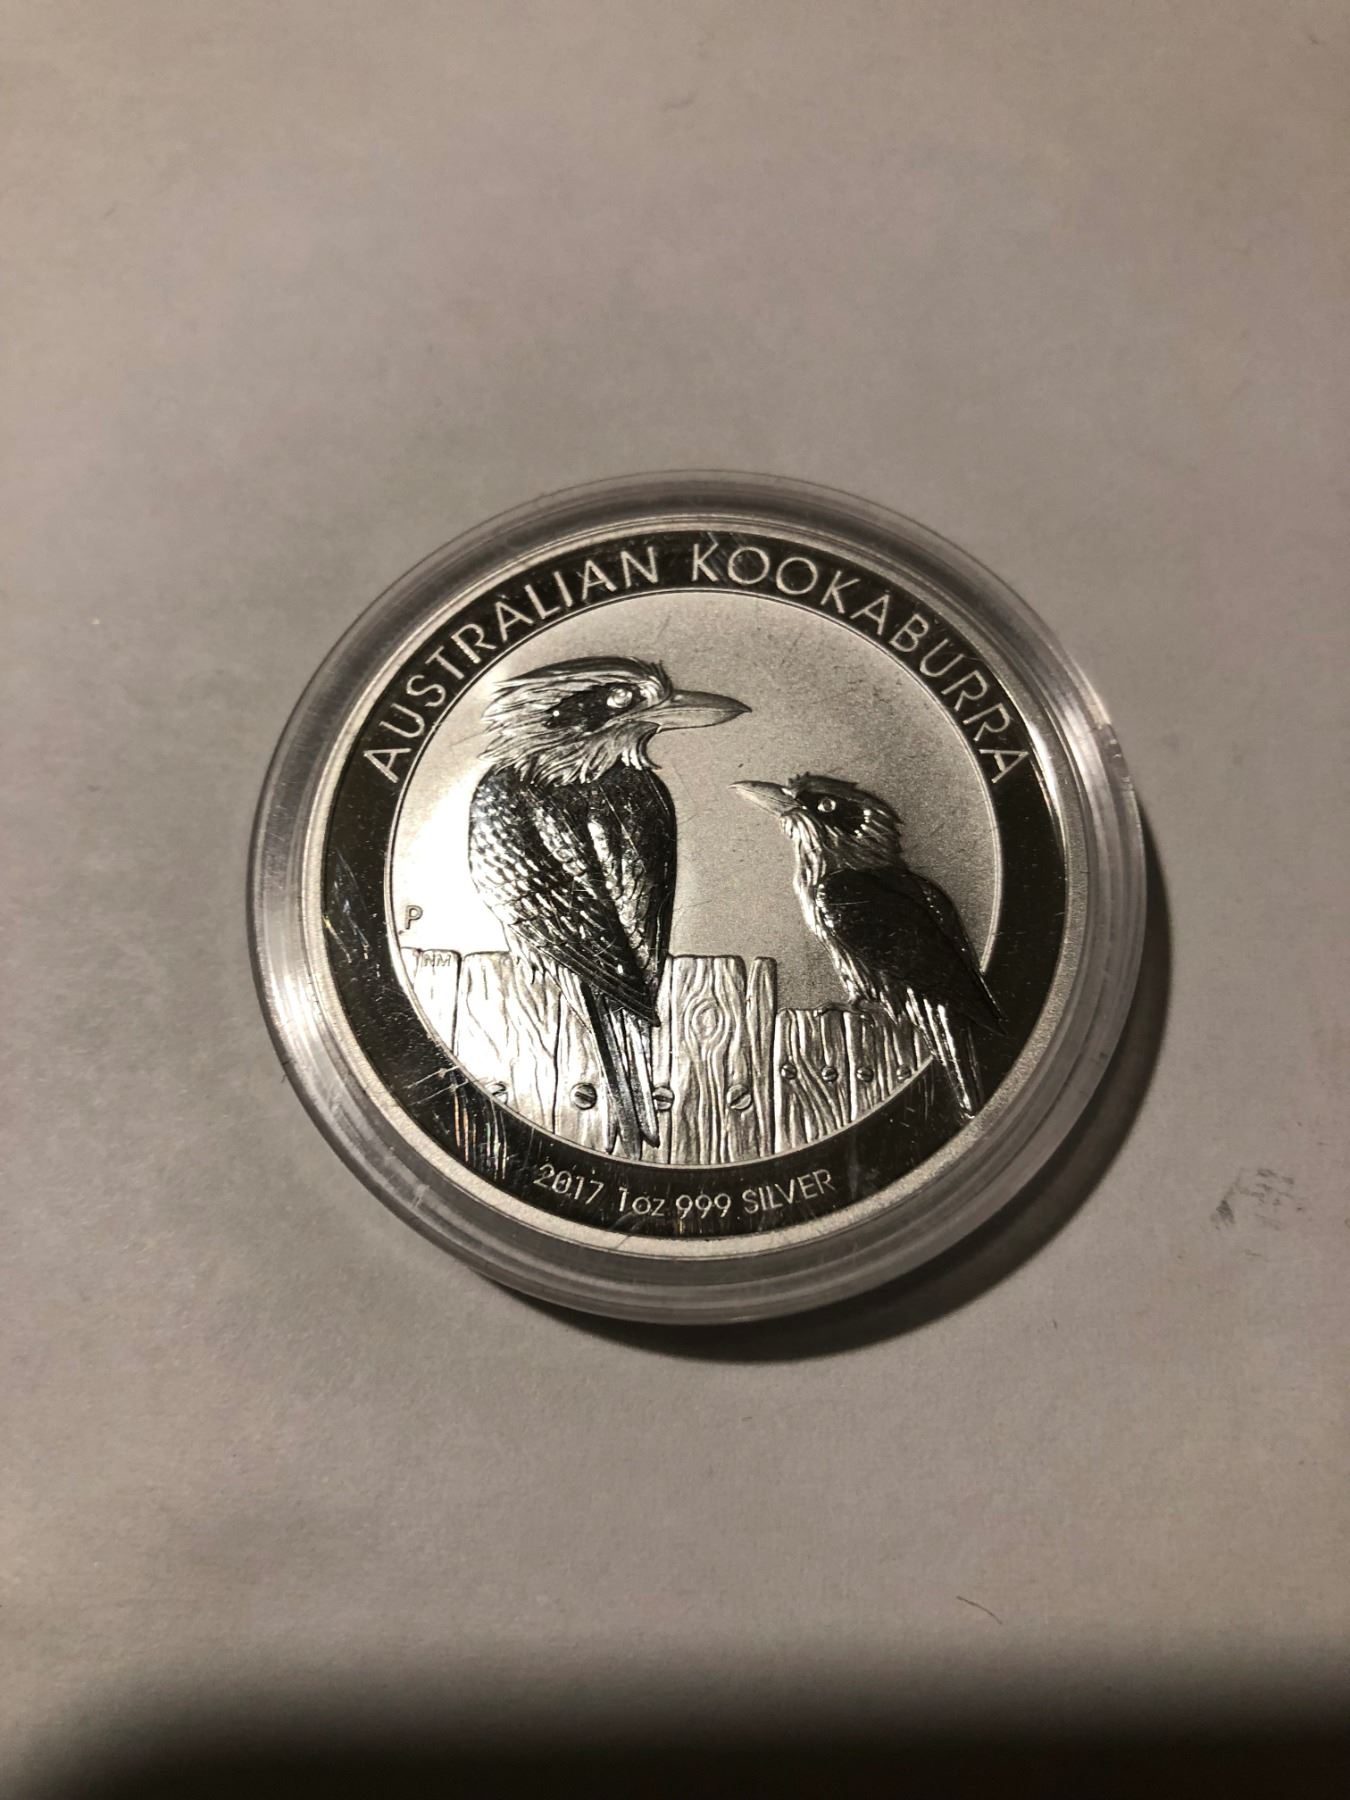 AUSTRALIAN KOOKABURRA
P
NM
2017 1oz 999 SILVER